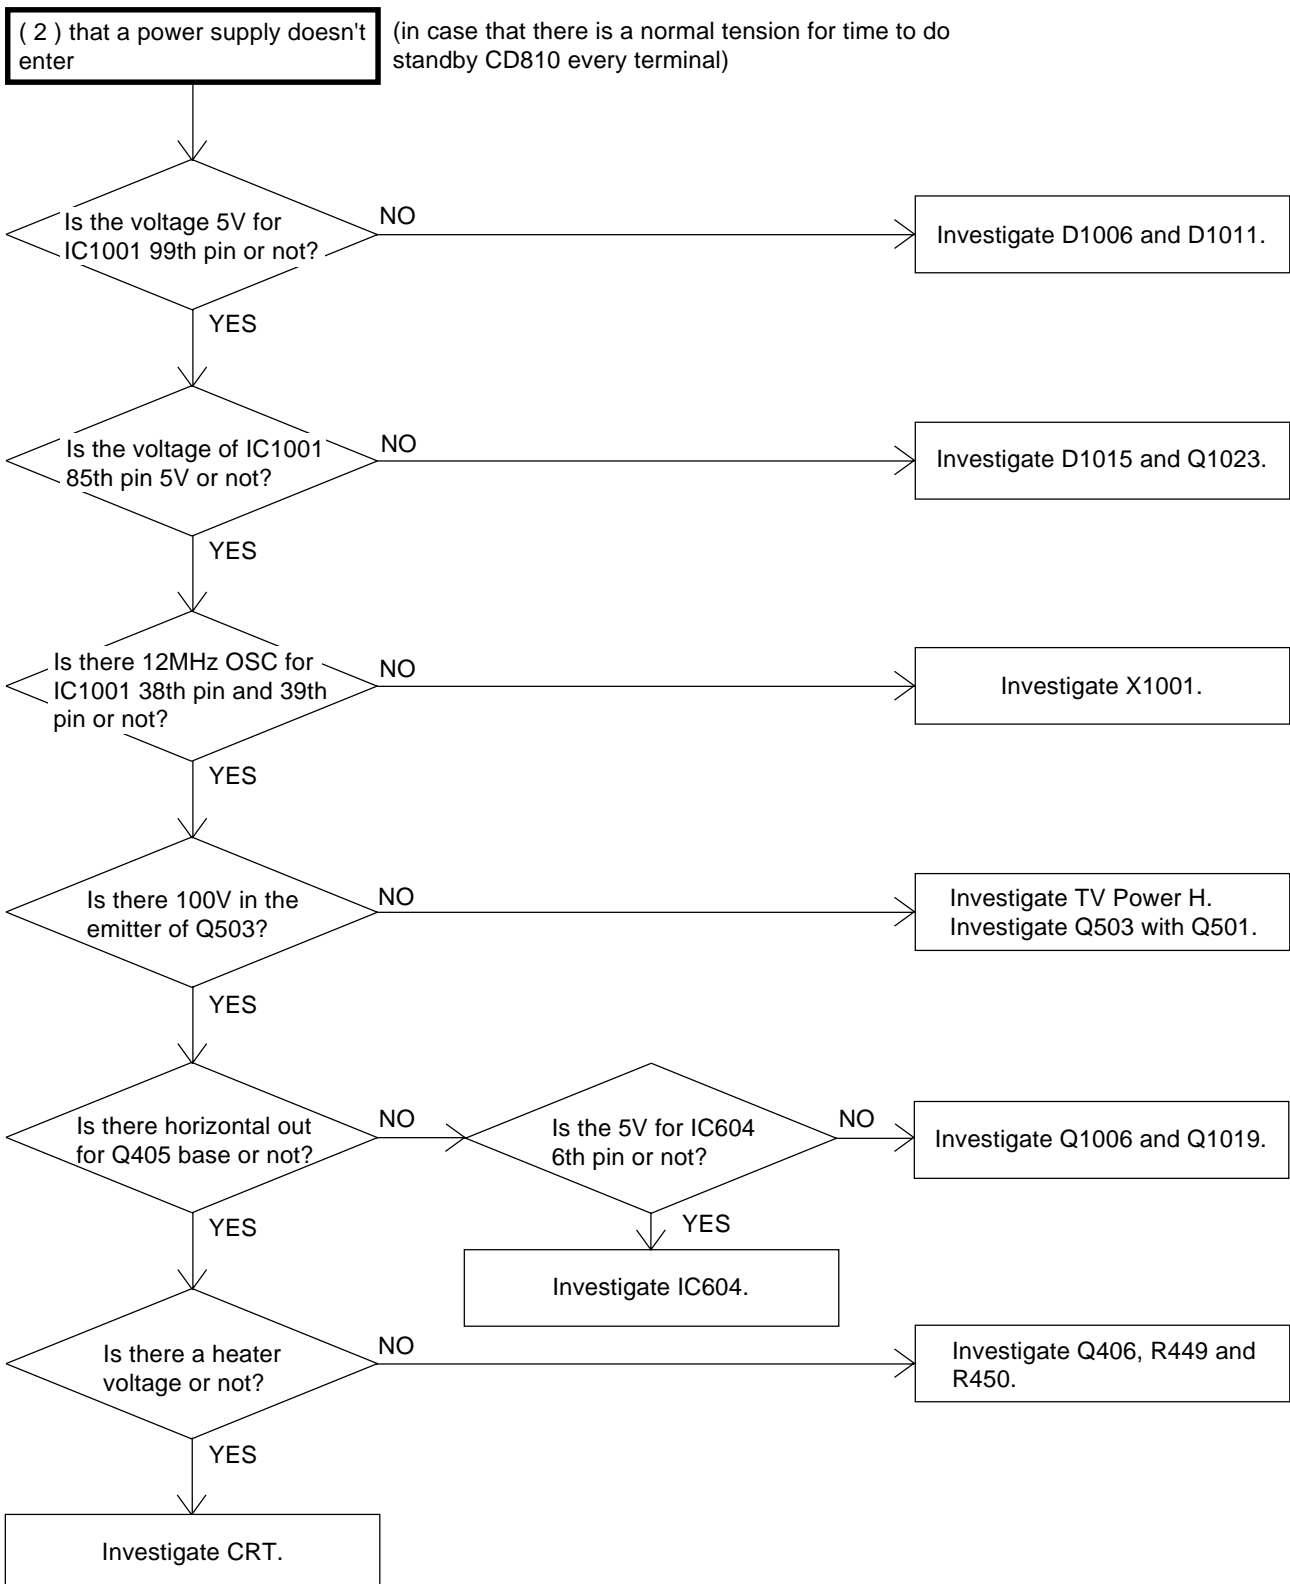 ( 2 ) that a power supply doesn't
enter
(in case that there is a normal tension for time to do
standby CD810 every terminal)
Is the voltage 5V for
IC1001 99th pin or not?
NO
Investigate D1006 and D1011.
YES
Is the voltage of IC1001
85th pin 5V or not?
NO
Investigate D1015 and Q1023.
YES
Is there 12MHz OSC for
IC1001 38th pin and 39th
pin or not?
NO
Investigate X1001.
YES
Is there 100V in the
emitter of Q503?
NO
Investigate TV Power H.
Investigate Q503 with Q501.
YES
Is there horizontal out
for Q405 base or not?
NO
Is the 5V for IC604
6th pin or not?
NO
Investigate Q1006 and Q1019.
YES
Investigate IC604.
YES
Is there a heater
voltage or not?
NO
Investigate Q406, R449 and
R450.
YES
Investigate CRT.